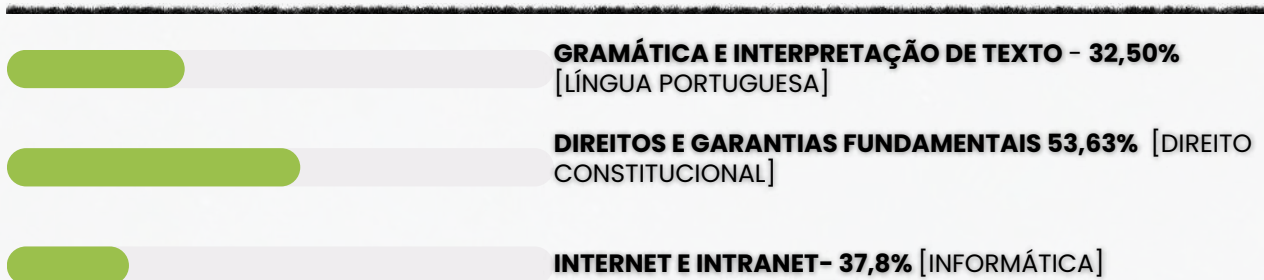 GRAMÁTICA E INTERPRETAÇÃO DE TEXTO - 32,50%
[LÍNGUA PORTUGUESA]
DIREITOS E GARANTIAS FUNDAMENTAIS 53,63% [DIREITO
CONSTITUCIONAL]
INTERNET E INTRANET- 37,8% [INFORMÁTICA]